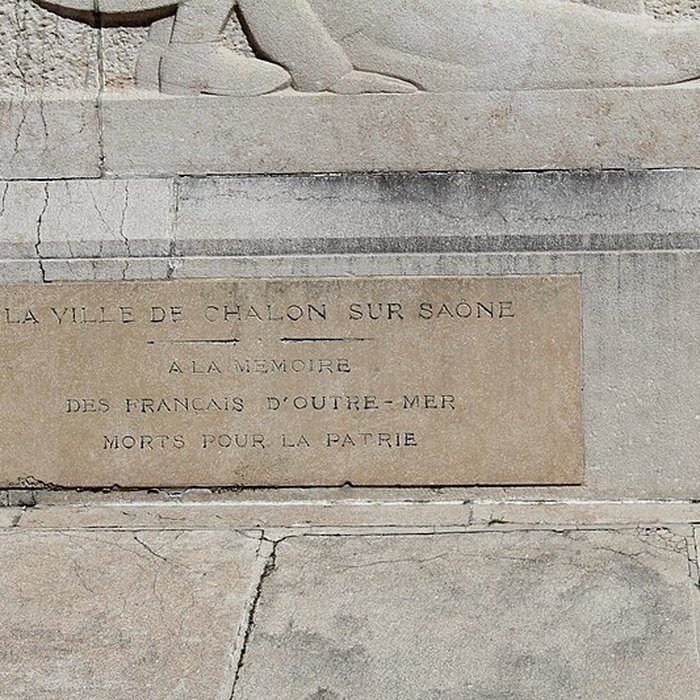 LA VILLE DE CHALON SUR SAÔNE
A LA MEMOIRE
DES FRANCAIS D'OUTRE-MER
MORTS POUR LA PATRIE